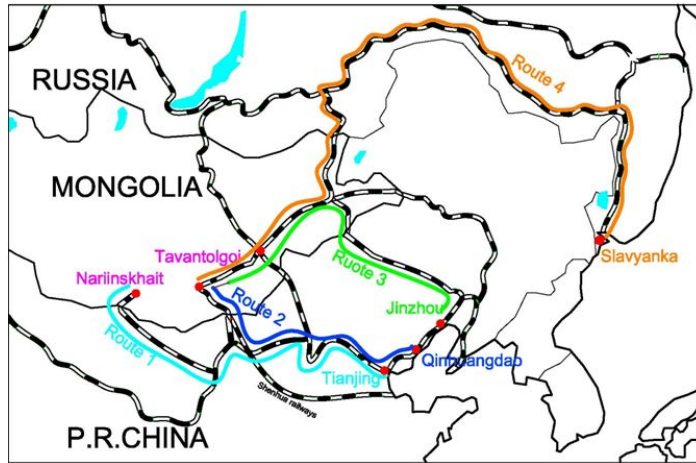 RUSSIA
Route 4
MONGOLIA
Tavantolgoi
Nariinskhait
Ruote 3
Slavyanka
Jinzhou
Route 2
Route 1
Qinhuangdao
Tianjing
Shenhua railways
P.R.CHINA